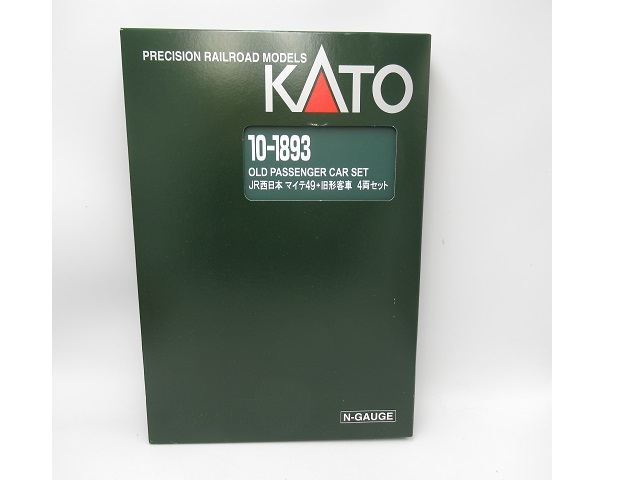 PRECISION RAILROAD MODELS
KATO
10-1893
OLD PASSENGER CAR SET
JR西日本 マイテ49+旧形客車 4両セット
N-GAUGE